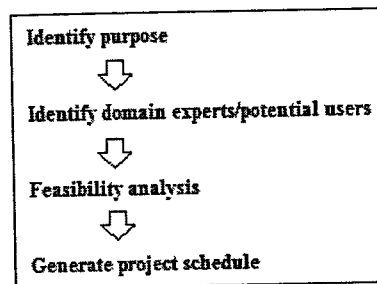 Identify purpose
Identify domain experts/potential users
Feasibility analysis
Generate project schedule